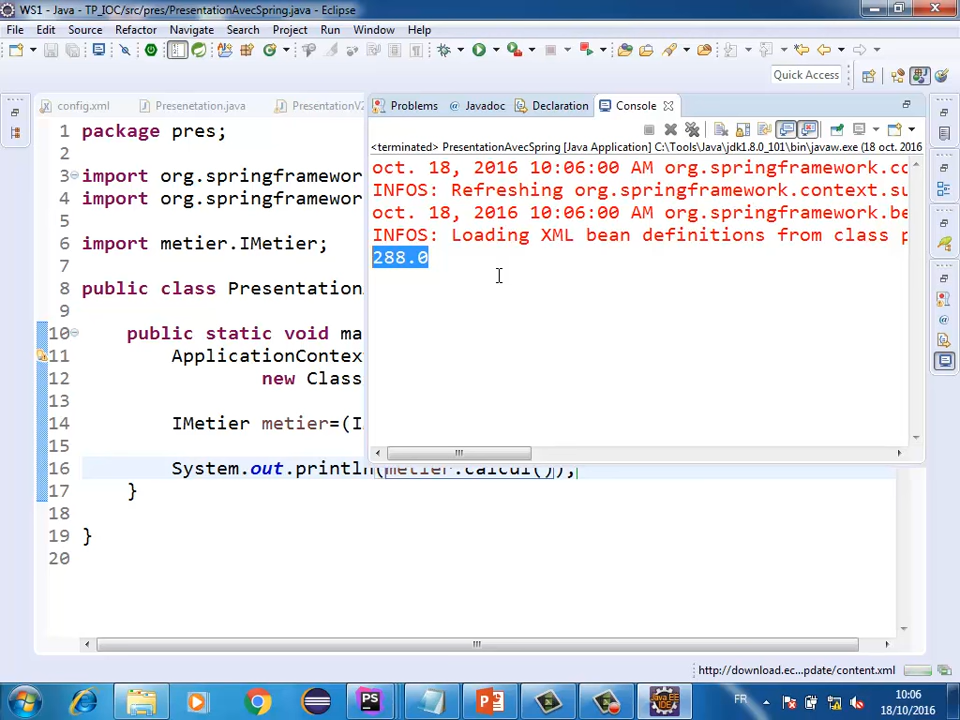 WS1 - Java - TP_IOC/src/pres/PresentationAvecSpring.java - Eclipse
File Edit Source Refactor Navigate Search Project Run Window Help
Quick Access
config.xml Presenetation.java PresentationV2
Problems @ Javadoc Declaration Console
<terminated> PresentationAvecSpring [Java Application] C:\Tools\Java\jdk1.8.0_101\bin\javaw.exe (18 oct. 2016
oct. 18, 2016 10:06:00 AM org.springframework.co
INFOS: Refreshing org.springframework.context.su
oct. 18, 2016 10:06:00 AM org.springframework.be
INFOS: Loading XML bean definitions from class p
288.0
1 package pres;
2
3 import org.springframework
4 import org.springframework
5
6 import metier.IMetier;
7
8 public class Presentation
9
10 public static void ma
11 ApplicationContex
12 new Class
13
14 IMetier metier=(I
15
16 System.out.println(metier.calcul());
17 }
18
19 }
20
http://download.ec...pdate/content.xml
PS
Java EE
IDE
FR
10:06
18/10/2016